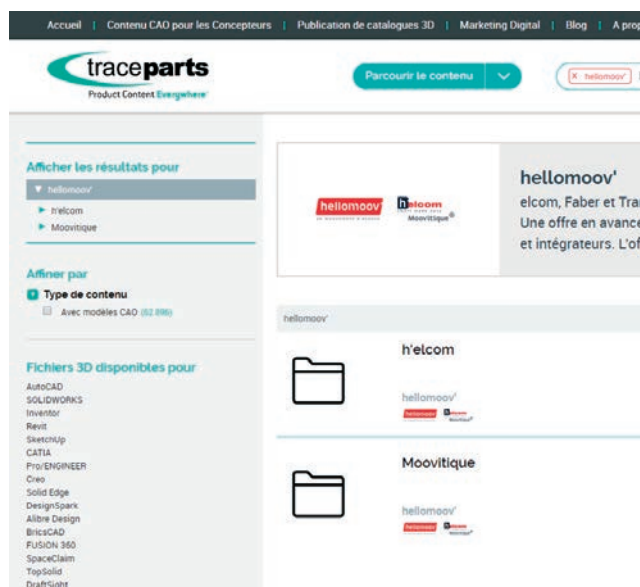 Accueil | Contenu CAO pour les Concepteurs | Publication de catalogues 3D | Marketing Digital | Blog | A prop
traceparts
Product Content Everywhere
Parcourir le contenu
X hellomoov'
Afficher les résultats pour
hellomoov'
h'elcom
Moovitique
Affiner par
Type de contenu
Avec modèles CAO
Fichiers 3D disponibles pour
AutoCAD
SOLIDWORKS
Inventor
Revit
SketchUp
CATIA
Pro/ENGINEER
Creo
Solid Edge
DesignSpark
Alibre Design
BricsCAD
FUSION 360
SpaceClaim
TopSolid
DraftSight
hellomoov'
helcom
Moovitique
hellomoov'
elcom, Faber et Tra
Une offre en avance
et intégrateurs. L'of
hellomoov'
h'elcom
hellomoov'
Moovitique
hellomoov'